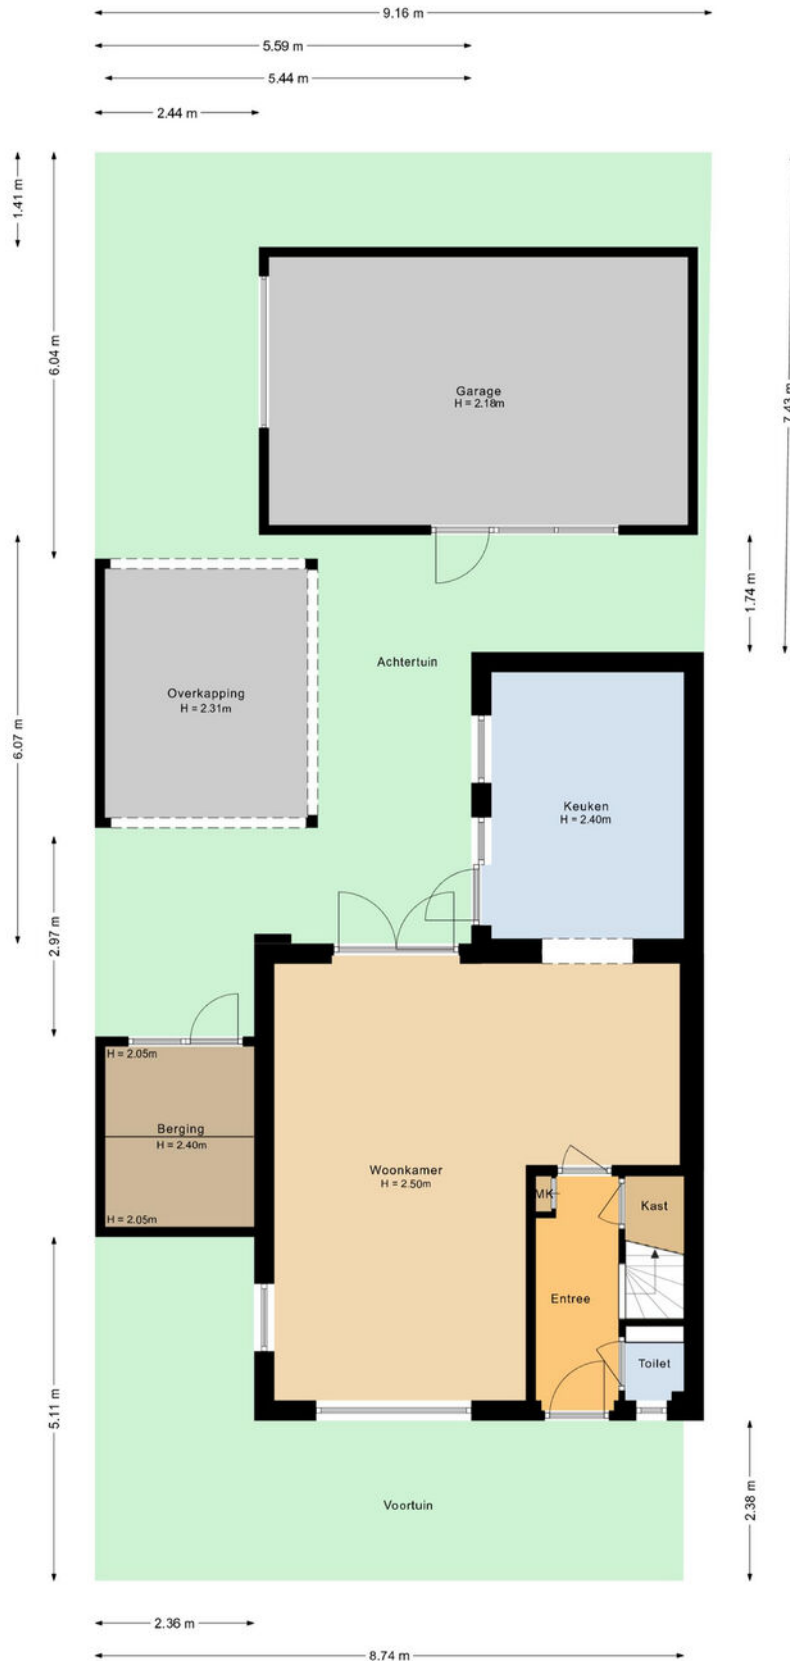 9.16 m
5.59 m
5.44 m
2.44 m
1.41 m
6.04 m
7.43 m
Garage
H = 2.18m
1.74 m
Achtertuin
Overkapping
H = 2.31m
6.07 m
Keuken
H = 2.40m
2.97 m
H = 2.05m
Berging
H = 2.40m
Woonkamer
H = 2.50m
MK
Kast
H = 2.05m
Entree
Toilet
5.11 m
Voortuin
2.38 m
2.36 m
8.74 m